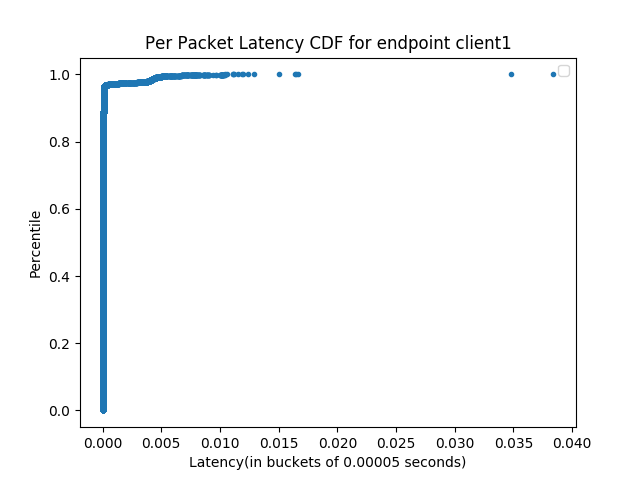 Per Packet Latency CDF for endpoint client1
1.0
0.8
0.6
0.4
0.2
0.0
Percentile
0.000 0.005 0.010 0.015 0.020 0.025 0.030 0.035 0.040
Latency(in buckets of 0.00005 seconds)